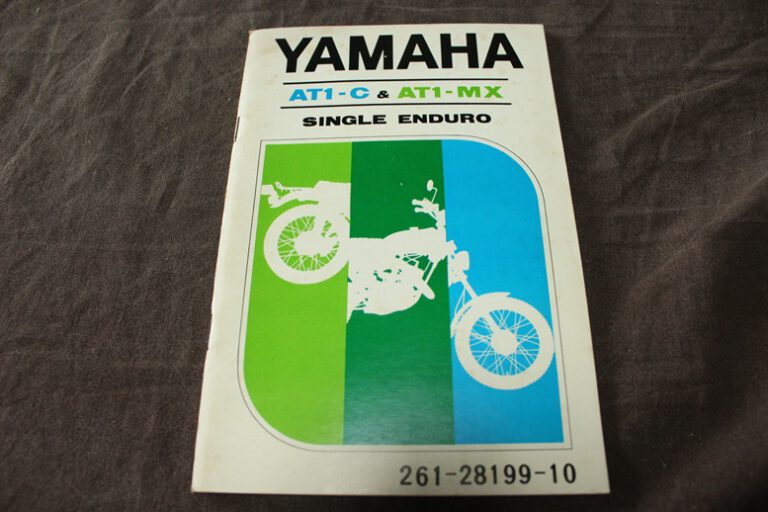 YAMAHA
AT1-C & AT1-MX
SINGLE ENDURO
261-28199-10